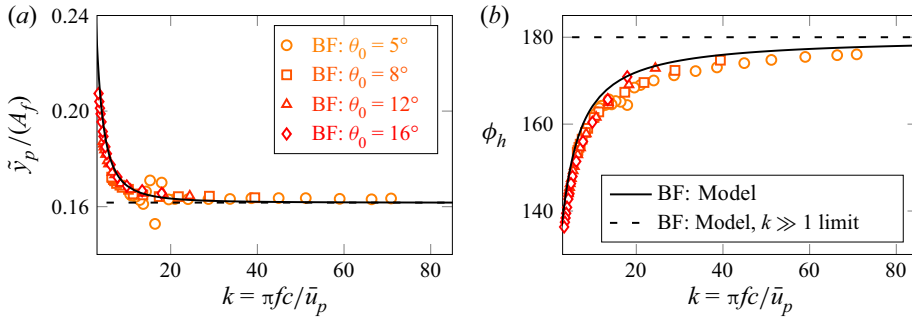 (a)
0.24
0.20
0.16
ỹp/(Af)
BF: θ0 = 5°
BF: θ0 = 8°
BF: θ0 = 12°
BF: θ0 = 16°
20
40
60
80
k = πfc/ūp
(b)
180
160
140
ϕh
BF: Model
BF: Model, k ≫ 1 limit
20
40
60
80
k = πfc/ūp